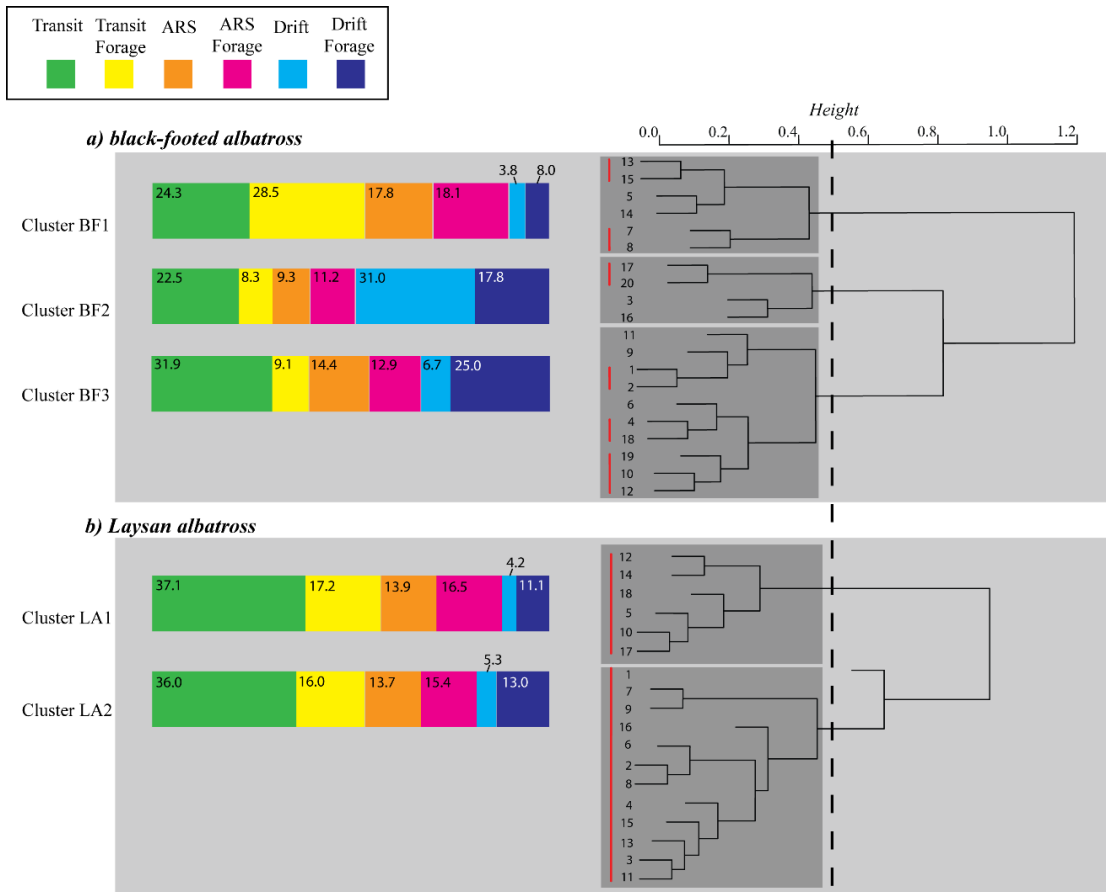 Transit Transit Forage ARS ARS Forage Drift Drift Forage
Height
0.0 0.2 0.4 0.6 0.8 1.0 1.2
a) black-footed albatross
Cluster BF1
24.3 28.5 17.8 18.1 3.8 8.0
Cluster BF2
22.5 8.3 9.3 11.2 31.0 17.8
Cluster BF3
31.9 9.1 14.4 12.9 6.7 25.0
13
15
5
14
7
8
17
20
3
16
11
9
1
2
6
4
18
19
10
12
b) Laysan albatross
Cluster LA1
37.1 17.2 13.9 16.5 4.2 11.1
Cluster LA2
36.0 16.0 13.7 15.4 5.3 13.0
12
14
18
5
10
17
1
7
9
16
6
2
8
4
15
13
3
11